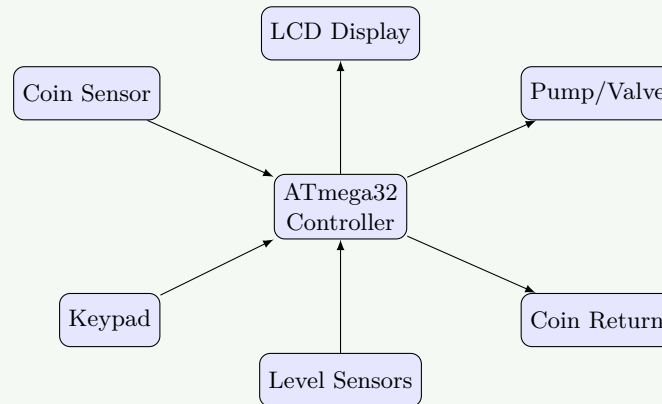 LCD Display
Coin Sensor
Pump/Valve
ATmega32
Controller
Keypad
Coin Return
Level Sensors